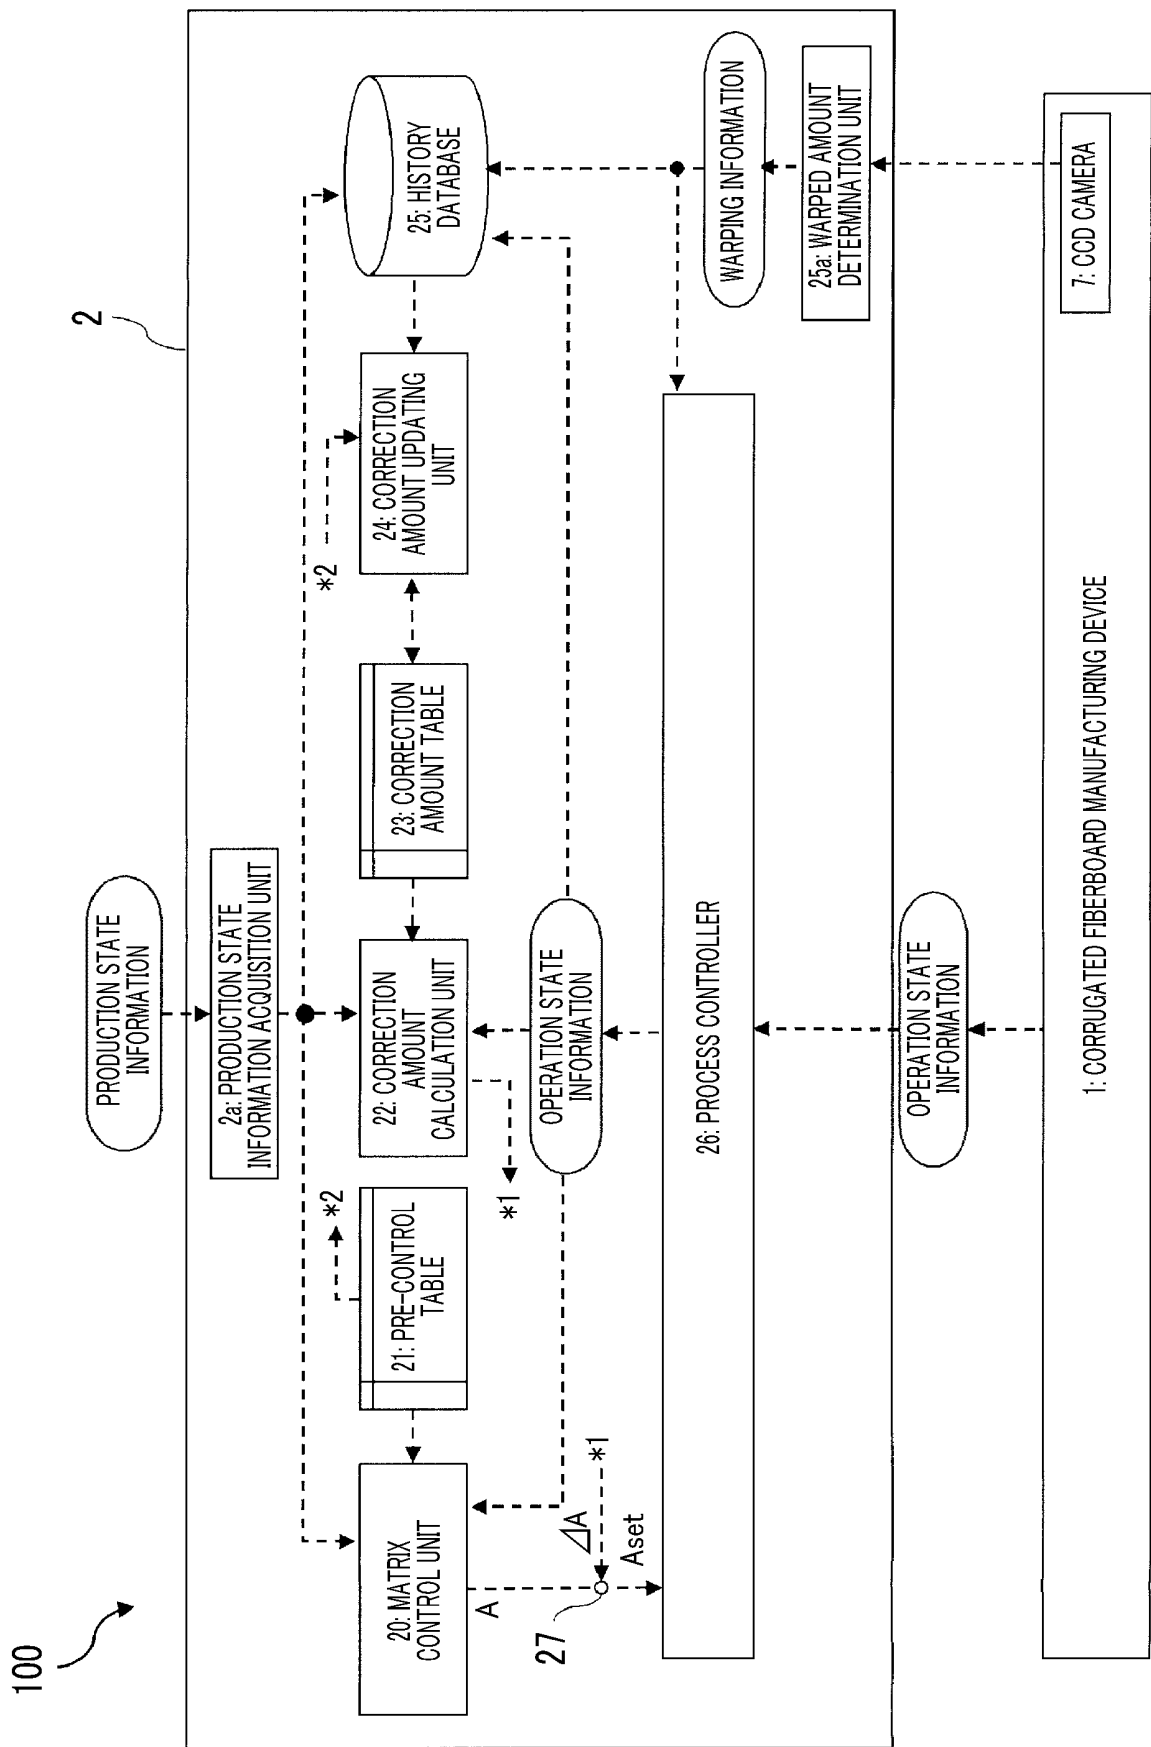 100
2
PRODUCTION STATE
INFORMATION
2a: PRODUCTION STATE
INFORMATION ACQUISITION UNIT
20: MATRIX
CONTROL UNIT
21: PRE-CONTROL
TABLE
*2
22: CORRECTION
AMOUNT
CALCULATION UNIT
23: CORRECTION
AMOUNT TABLE
*2
24: CORRECTION
AMOUNT UPDATING
UNIT
25: HISTORY
DATABASE
A
27
⊿A
*1
Aset
*1
OPERATION STATE
INFORMATION
26: PROCESS CONTROLLER
WARPING INFORMATION
25a: WARPED AMOUNT
DETERMINATION UNIT
OPERATION STATE
INFORMATION
7: CCD CAMERA
1: CORRUGATED FIBERBOARD MANUFACTURING DEVICE